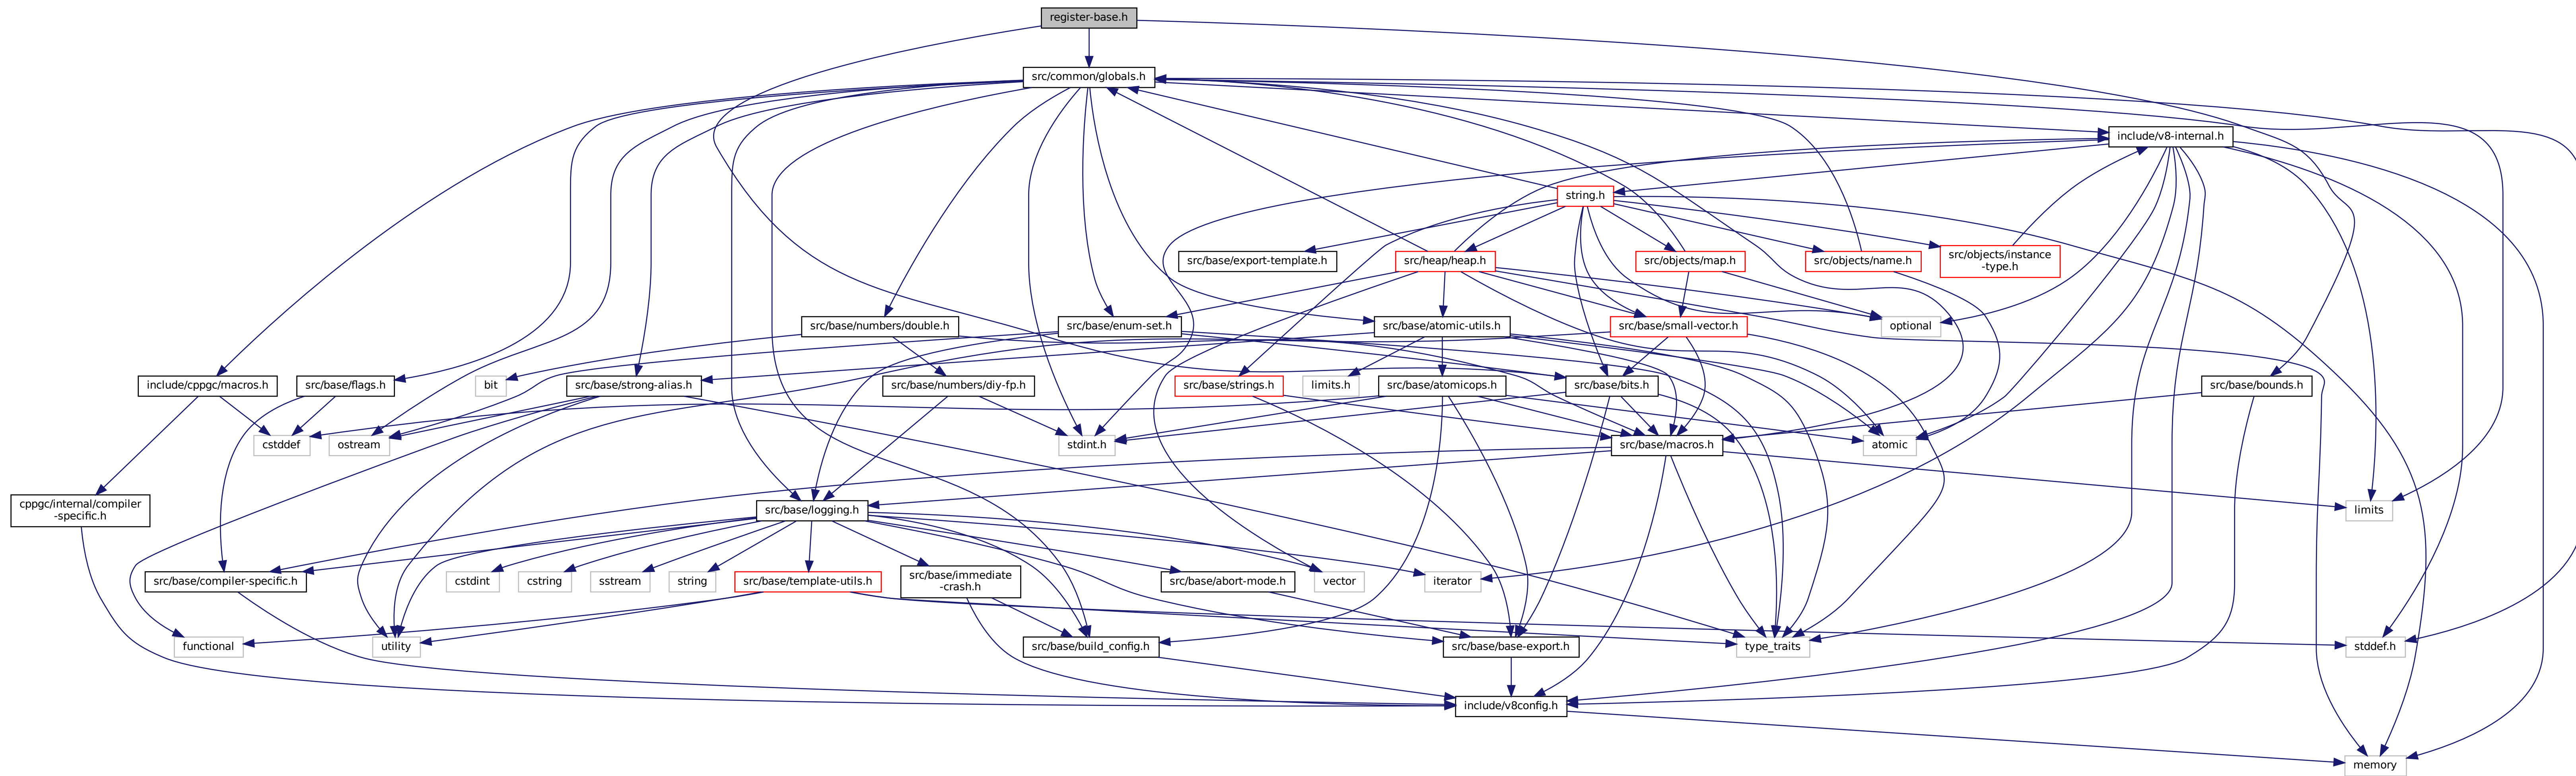 register-base.h
src/common/globals.h
include/v8-internal.h
string.h
src/base/export-template.h
src/heap/heap.h
src/objects/map.h
src/objects/name.h
src/objects/instance
-type.h
src/base/numbers/double.h
src/base/enum-set.h
src/base/atomic-utils.h
src/base/small-vector.h
optional
include/cppgc/macros.h
src/base/flags.h
bit
src/base/strong-alias.h
src/base/numbers/diy-fp.h
src/base/strings.h
limits.h
src/base/atomicops.h
src/base/bits.h
src/base/bounds.h
cstddef
ostream
stdint.h
src/base/macros.h
atomic
cppgc/internal/compiler
-specific.h
src/base/logging.h
limits
src/base/compiler-specific.h
cstdint
cstring
sstream
string
src/base/template-utils.h
src/base/immediate
-crash.h
src/base/abort-mode.h
vector
iterator
functional
utility
src/base/build_config.h
src/base/base-export.h
type_traits
stddef.h
include/v8config.h
memory